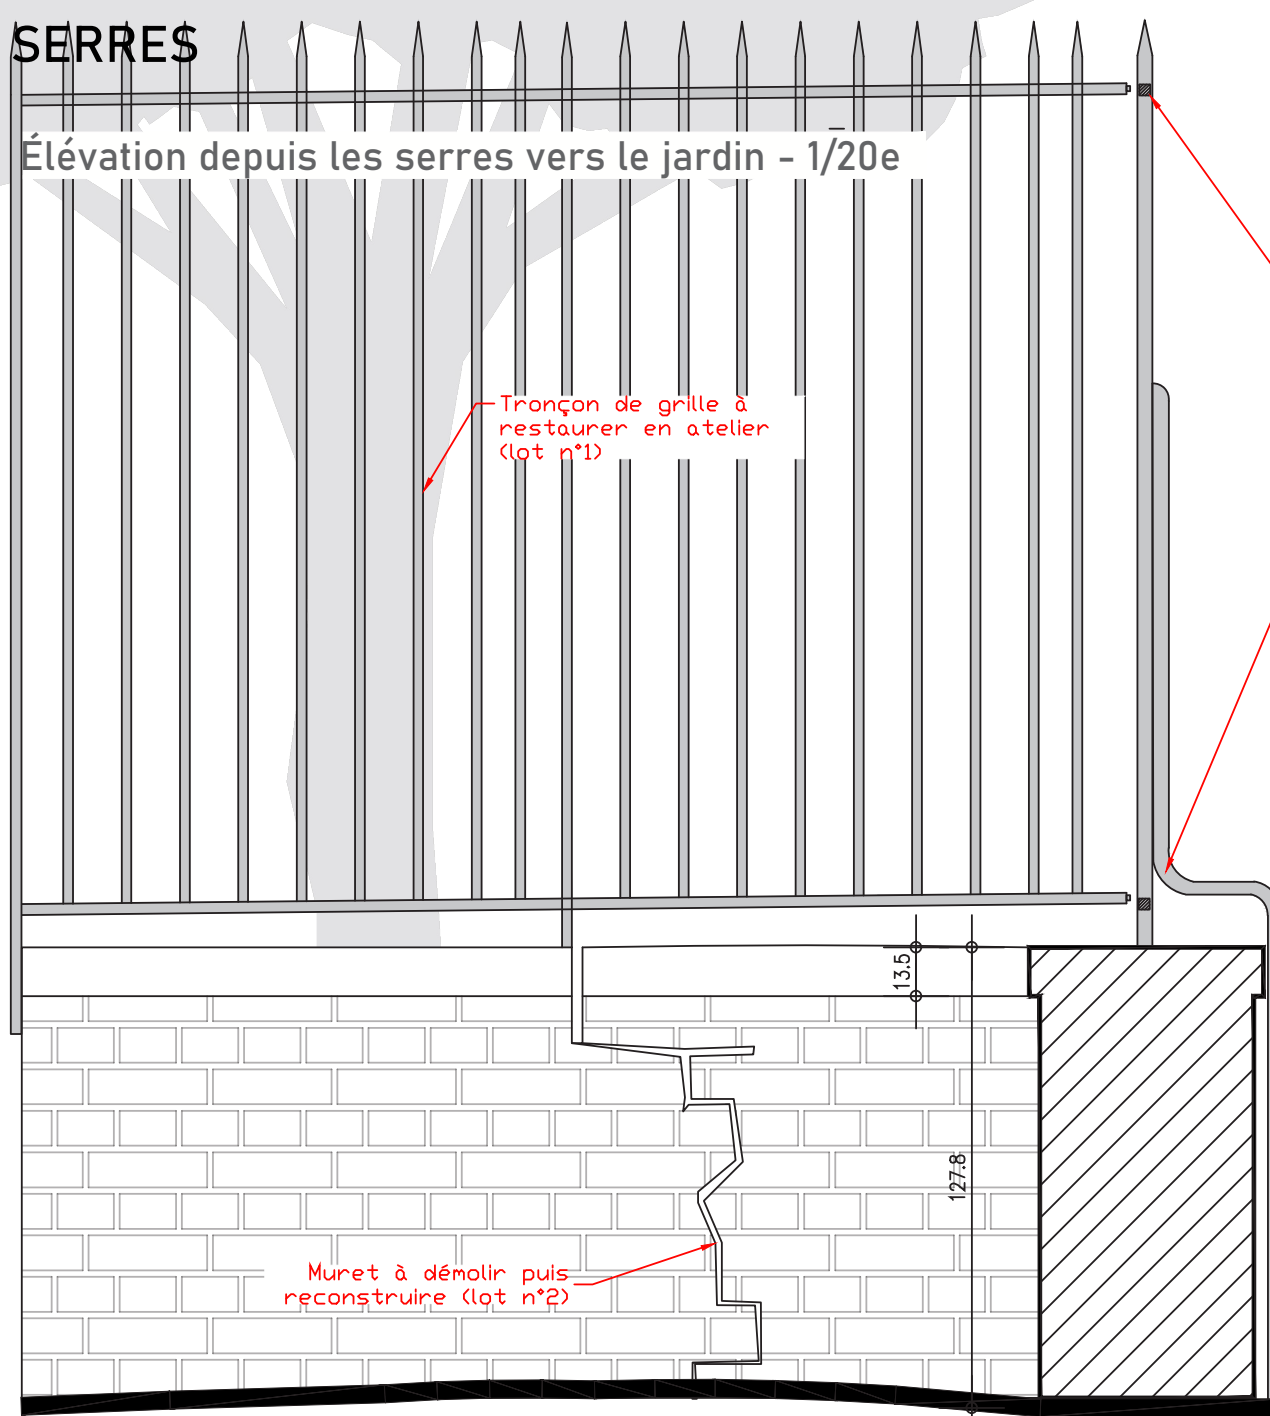 SERRES
Élévation depuis les serres vers le jardin - 1/20e
Tronçon de grille à
restaurer en atelier
(lot n°1)
13.5
127.8
Muret à démolir puis
reconstruire (lot n°2)